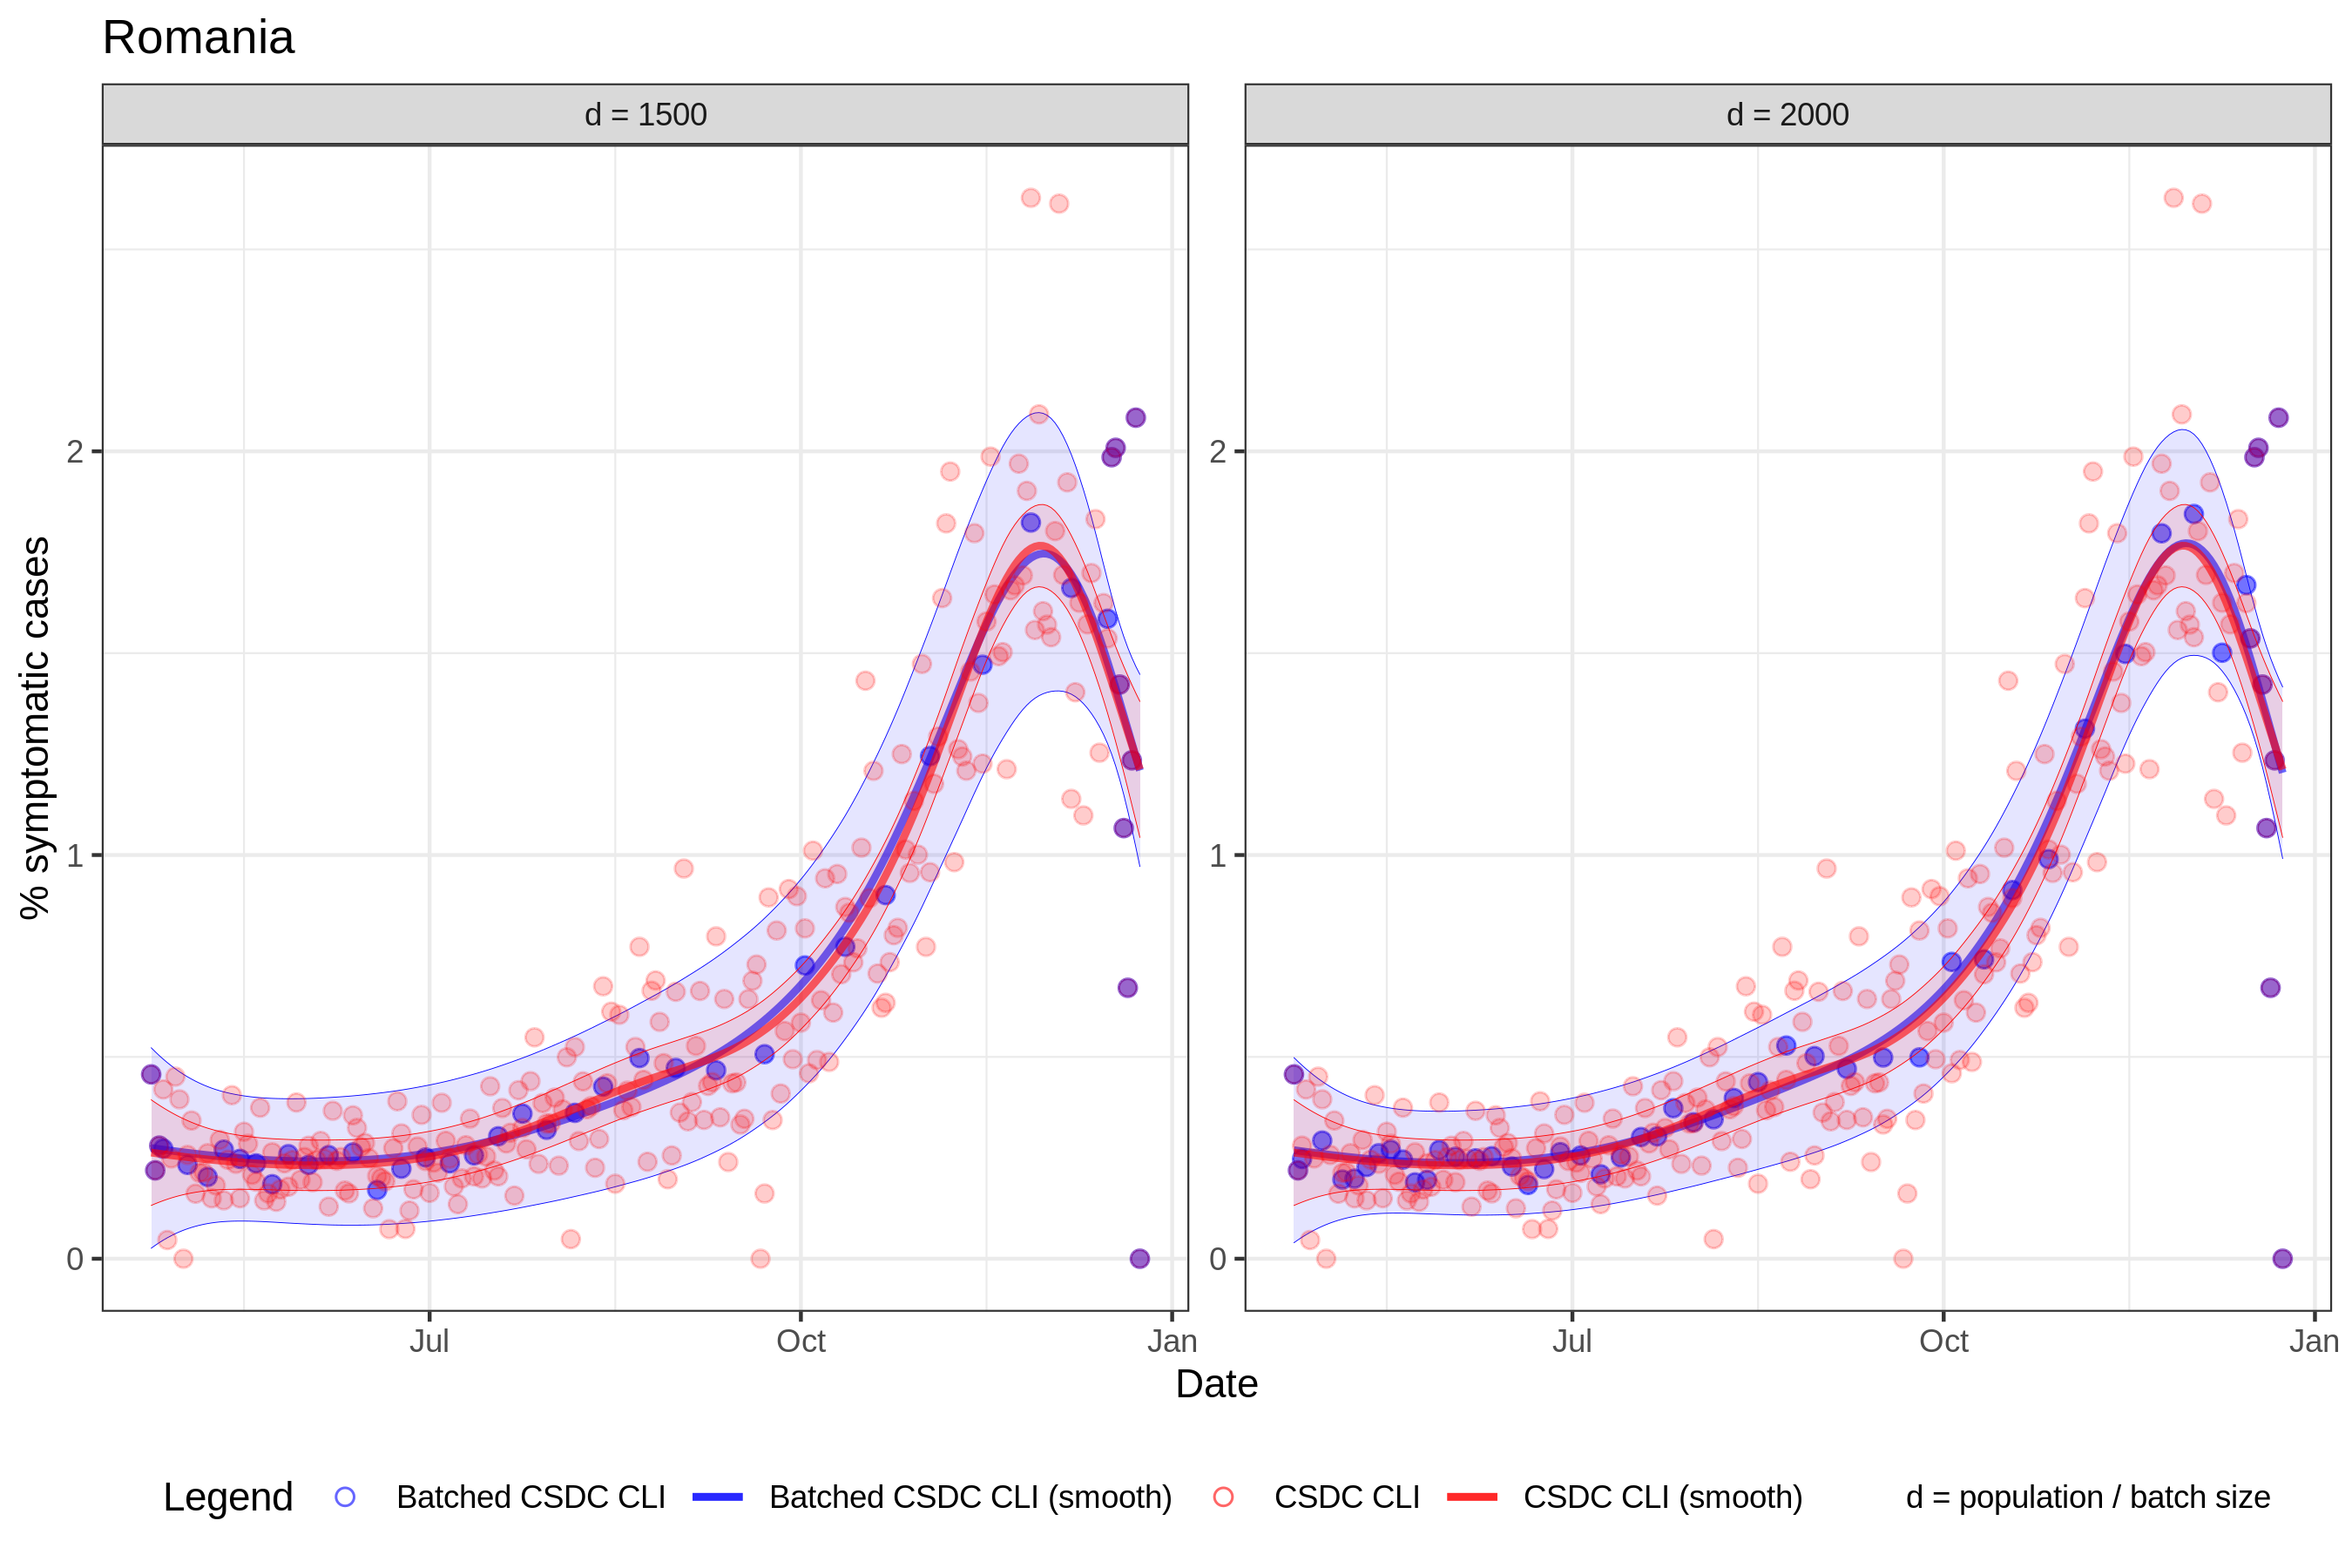 Romania
d = 1500
d = 2000
% symptomatic cases
2
1
0
2
1
0
Jul
Oct
Jan
Jul
Oct
Jan
Date
Legend
Batched CSDC CLI
Batched CSDC CLI (smooth)
CSDC CLI
CSDC CLI (smooth)
d = population / batch size